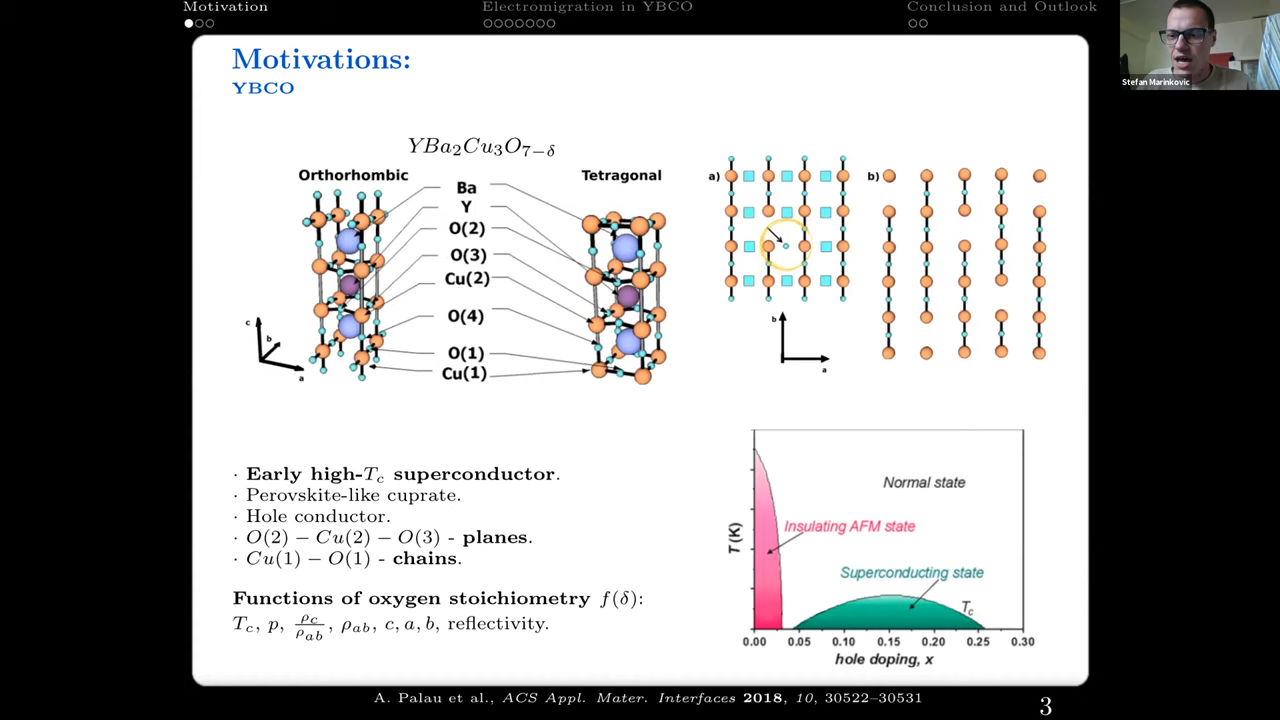 Motivation
Electromigration in YBCO
Conclusion and Outlook
Stefan Marinkovic
Motivations:
YBCO
YBa₂Cu₃O₇₋δ
Orthorhombic
Tetragonal
Ba
Y
O(2)
O(3)
Cu(2)
O(4)
O(1)
Cu(1)
c
b
a
a)
b)
b
a
· Early high-Tc superconductor.
· Perovskite-like cuprate.
· Hole conductor.
· O(2) − Cu(2) − O(3) - planes.
· Cu(1) − O(1) - chains.
Functions of oxygen stoichiometry f(δ):
Tc, p, ρc/ρab, ρab, c, a, b, reflectivity.
T (K)
Normal state
Insulating AFM state
Superconducting state
Tc
0.00 0.05 0.10 0.15 0.20 0.25 0.30
hole doping, x
A. Palau et al., ACS Appl. Mater. Interfaces 2018, 10, 30522–30531
3